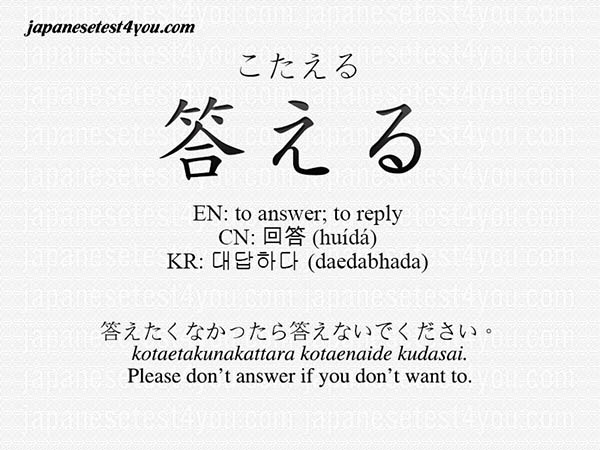 japanesetest4you.com
こたえる
答える
EN: to answer; to reply
CN: 回答 (huídá)
KR: 대답하다 (daedabhada)
答えたくなかったら答えないでください。
kotaetakunakattara kotaenaide kudasai.
Please don’t answer if you don’t want to.